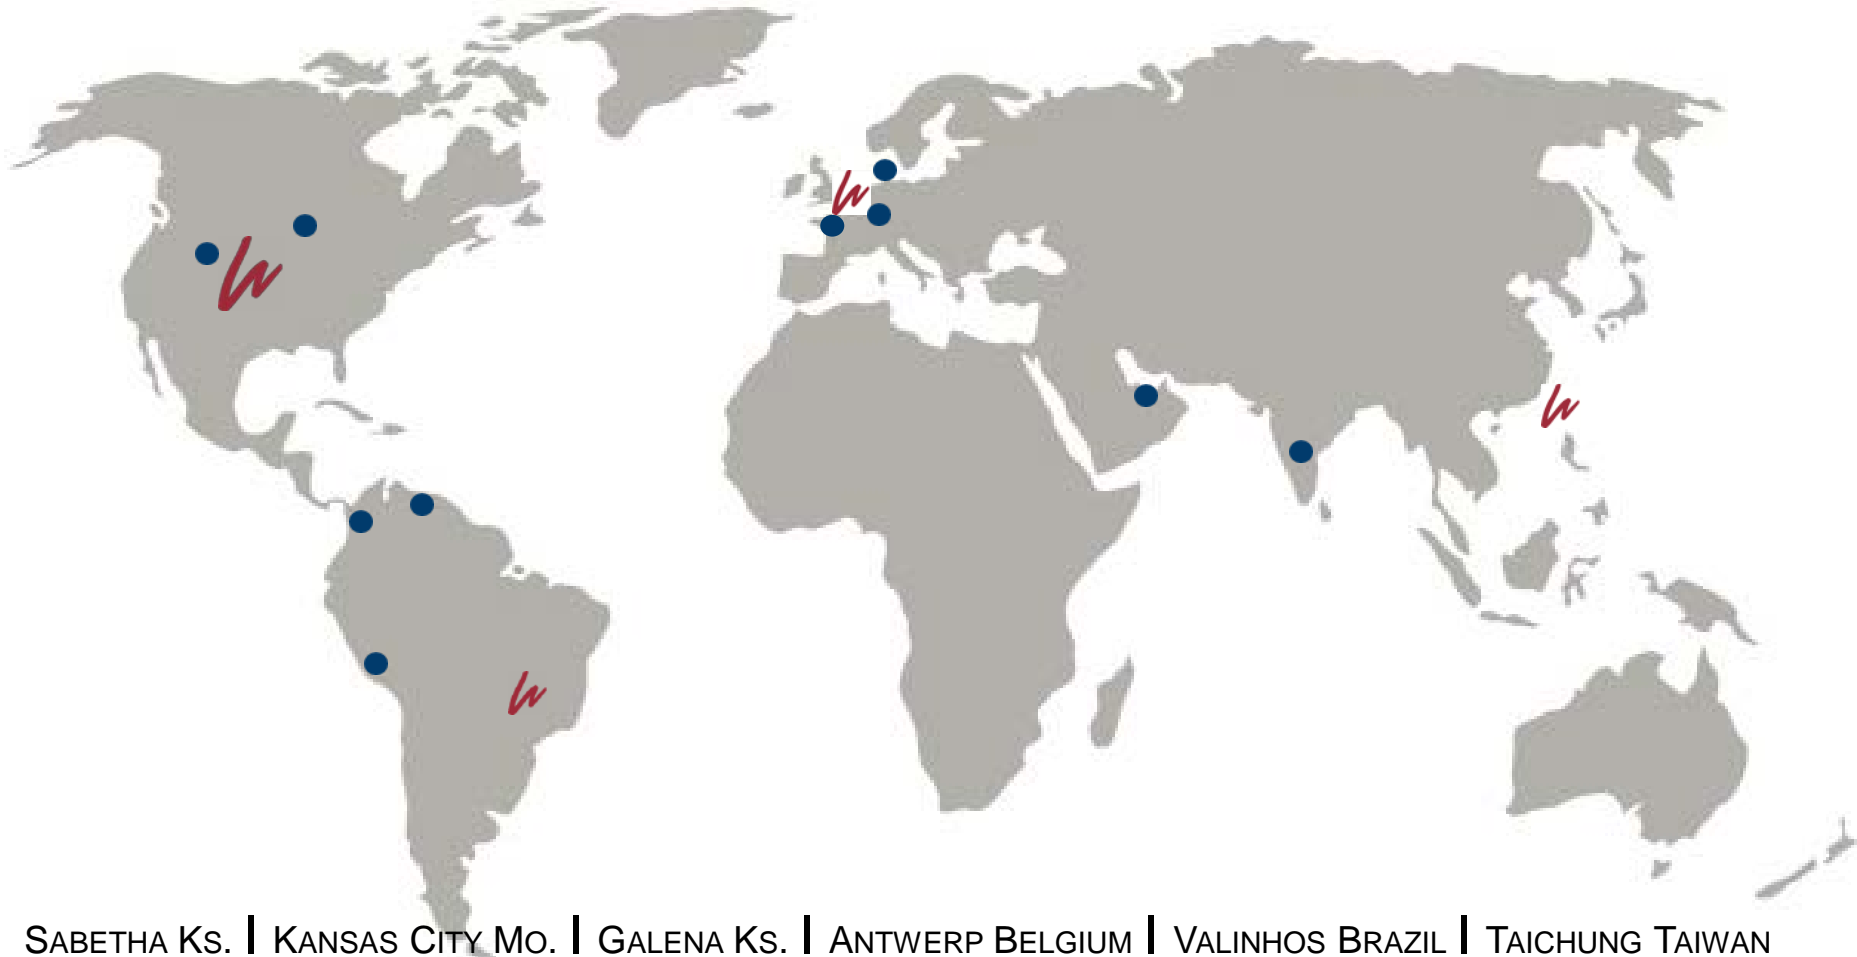 SABETHA KS. | KANSAS CITY MO. | GALENA KS. | ANTWERP BELGIUM | VALINHOS BRAZIL | TAICHUNG TAIWAN